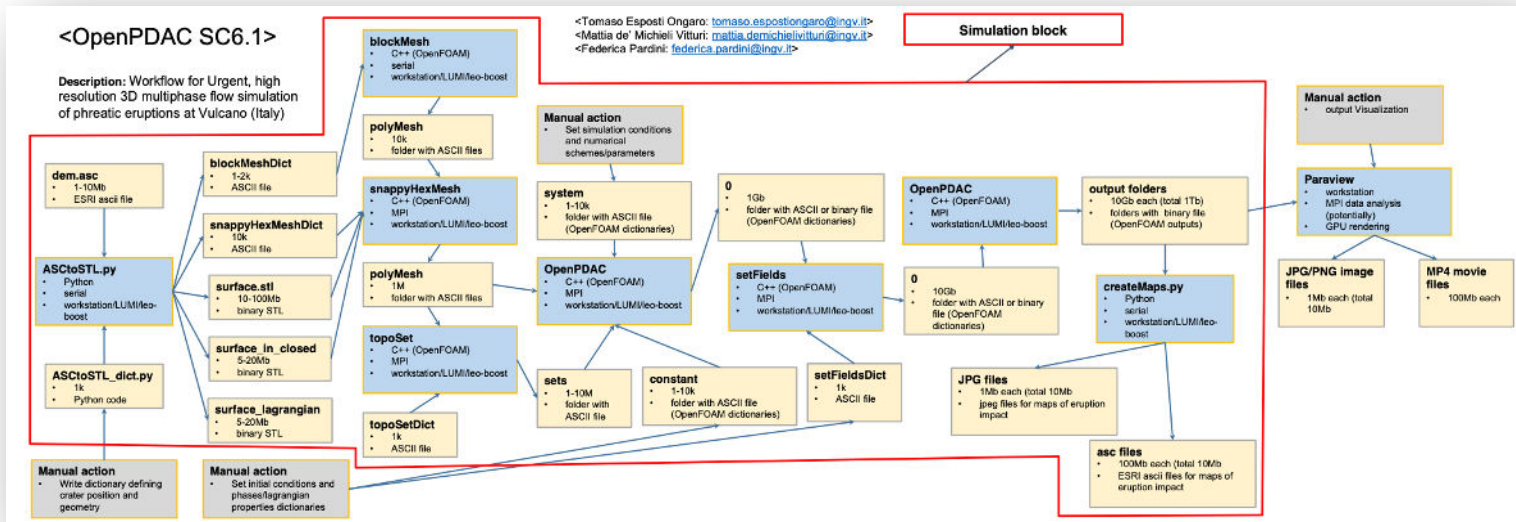 <OpenPDAC SC6.1>
Description: Workflow for Urgent, high
resolution 3D multiphase flow simulation
of phreatic eruptions at Vulcano (Italy)
<Tomaso Esposti Ongaro: tomaso.espostiongaro@ingv.it>
<Mattia de' Michieli Vitturi: mattia.demichielivitturi@ingv.it>
<Federica Pardini: federica.pardini@ingv.it>
Simulation block
dem.asc
• 1-10Mb
• ESRI ascii file
ASCtoSTL.py
• Python
• serial
• workstation/LUMI/leo-
boost
ASCtoSTL_dict.py
• 1k
• Python code
Manual action
• Write dictionary defining
crater position and
geometry
blockMeshDict
• 1-2k
• ASCII file
snappyHexMeshDict
• 10k
• ASCII file
surface.stl
• 10-100Mb
• binary STL
surface_in_closed
• 5-20Mb
• binary STL
surface_lagrangian
• 5-20Mb
• binary STL
Manual action
• Set initial conditions and
phases/lagrangian
properties dictionaries
blockMesh
• C++ (OpenFOAM)
• serial
• workstation/LUMI/leo-boost
polyMesh
• 10k
• folder with ASCII files
snappyHexMesh
• C++ (OpenFOAM)
• MPI
• workstation/LUMI/leo-boost
polyMesh
• 1M
• folder with ASCII files
topoSet
• C++ (OpenFOAM)
• MPI
• workstation/LUMI/leo-boost
topoSetDict
• 1k
• ASCII file
Manual action
• Set simulation conditions
and numerical
schemes/parameters
system
• 1-10k
• folder with ASCII file
(OpenFOAM dictionaries)
OpenPDAC
• C++ (OpenFOAM)
• MPI
• workstation/LUMI/leo-boost
sets
• 1-10M
• folder with
ASCII file
constant
• 1-10k
• folder with ASCII file
(OpenFOAM dictionaries)
0
• 1Gb
• folder with ASCII or binary file
(OpenFOAM dictionaries)
setFields
• C++ (OpenFOAM)
• MPI
• workstation/LUMI/leo-boost
setFieldsDict
• 1k
• ASCII file
OpenPDAC
• C++ (OpenFOAM)
• MPI
• workstation/LUMI/leo-boost
0
• 10Gb
• folder with ASCII or binary
file (OpenFOAM
dictionaries)
output folders
• 10Gb each (total 1Tb)
• folders with binary file
(OpenFOAM outputs)
createMaps.py
• Python
• serial
• workstation/LUMI/leo-
boost
JPG files
• 1Mb each (total 10Mb
• jpeg files for maps of eruption
impact
asc files
• 100Mb each (total 10Mb
• ESRI ascii files for maps of
eruption impact
Manual action
• output Visualization
Paraview
• workstation
• MPI data analysis
(potentially)
• GPU rendering
JPG/PNG image
files
• 1Mb each (total
10Mb)
MP4 movie
files
• 100Mb each